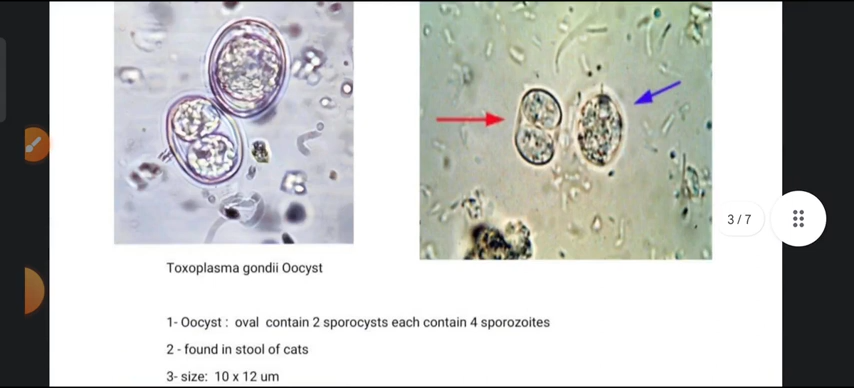 3 / 7
Toxoplasma gondii Oocyst
1- Oocyst : oval contain 2 sporocysts each contain 4 sporozoites
2 - found in stool of cats
3- size: 10 x 12 um